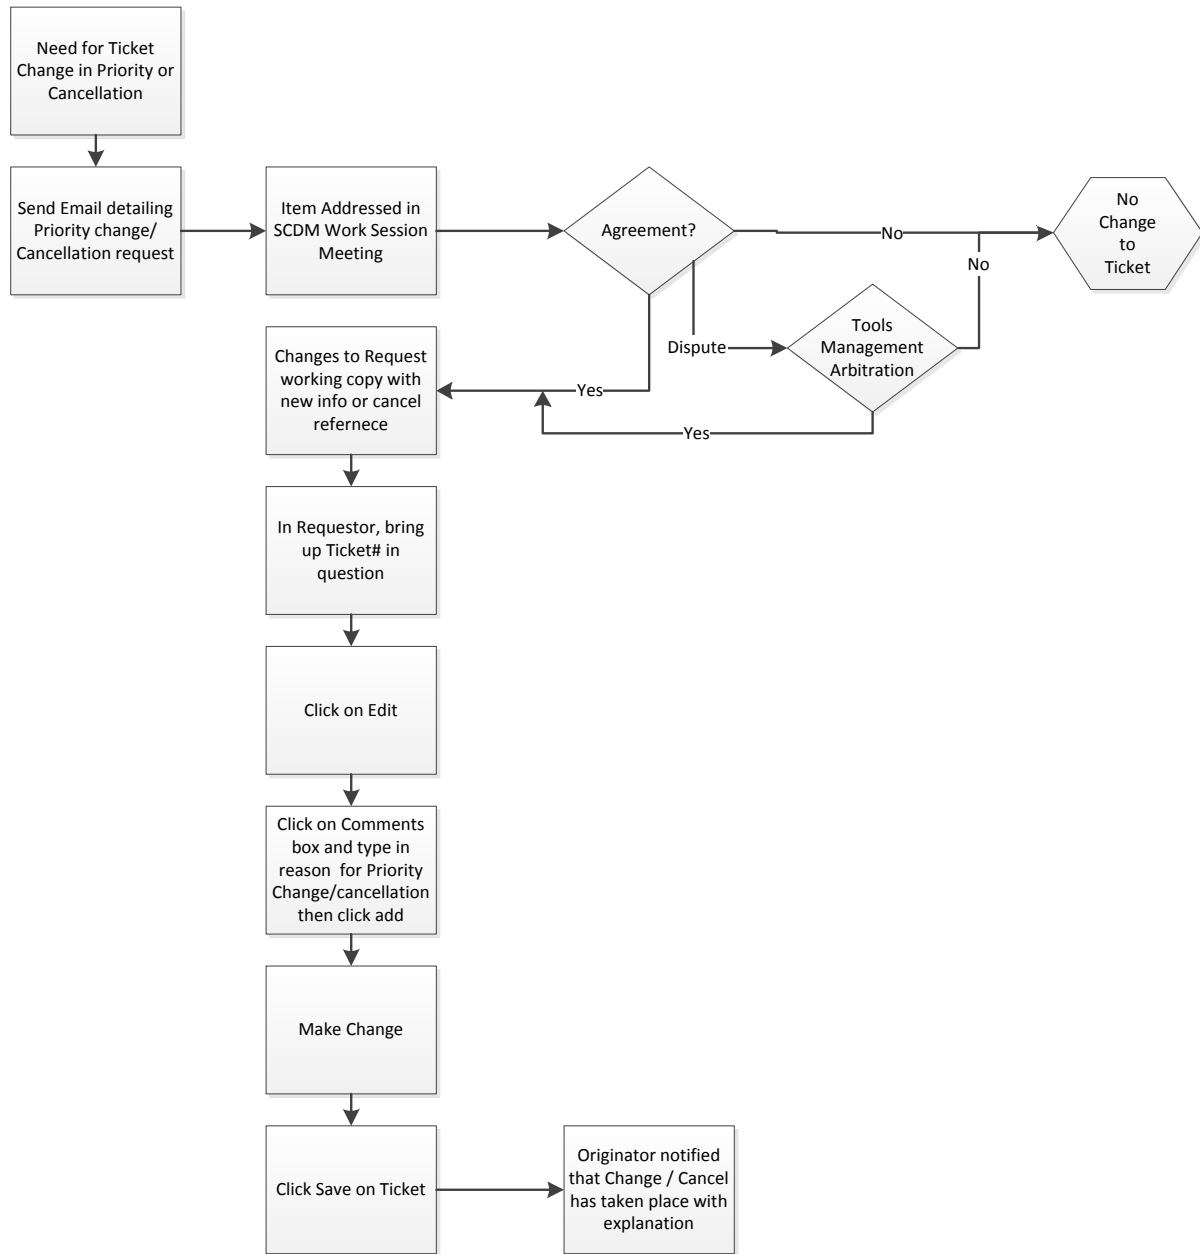 Need for Ticket
Change in Priority or
Cancellation
Send Email detailing
Priority change/
Cancellation request
Item Addressed in
SCDM Work Session
Meeting
Agreement?
No
No
Change
to
Ticket
No
Dispute
Tools
Management
Arbitration
Yes
Yes
Changes to Request
working copy with
new info or cancel
refernece
In Requestor, bring
up Ticket# in
question
Click on Edit
Click on Comments
box and type in
reason for Priority
Change/cancellation
then click add
Make Change
Click Save on Ticket
Originator notified
that Change / Cancel
has taken place with
explanation